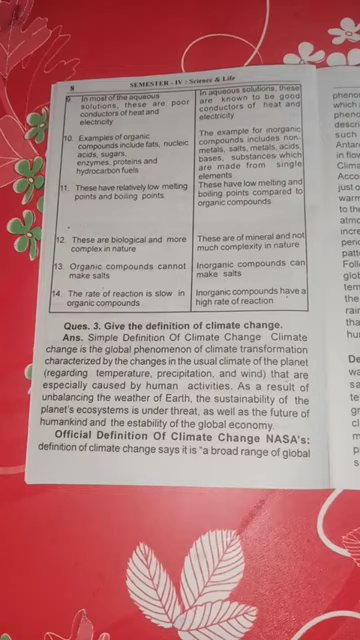 8 SEMESTER - IV : Science & Life
9. In most of the aqueous
solutions, these are poor
conductors of heat and
electricity
In aqueous solutions, these
are known to be good
conductors of heat and
electricity
10. Examples of organic
compounds include fats, nucleic
acids, sugars,
enzymes, proteins and
hydrocarbon fuels
The example for inorganic
compounds includes non-
metals, salts, metals, acids,
bases, substances which
are made from single
elements
11. These have relatively low melting
points and boiling points.
These have low melting and
boiling points compared to
organic compounds
12. These are biological and more
complex in nature
These are of mineral and not
much complexity in nature
13. Organic compounds cannot
make salts
Inorganic compounds can
make salts
14. The rate of reaction is slow in
organic compounds
Inorganic compounds have a
high rate of reaction
Ques. 3. Give the definition of climate change.
Ans. Simple Definition Of Climate Change Climate
change is the global phenomenon of climate transformation
characterized by the changes in the usual climate of the planet
(regarding temperature, precipitation, and wind) that are
especially caused by human activities. As a result of
unbalancing the weather of Earth, the sustainability of the
planet's ecosystems is under threat, as well as the future of
humankind and the estability of the global economy.
Official Definition Of Climate Change NASA's:
definition of climate change says it is "a broad range of global